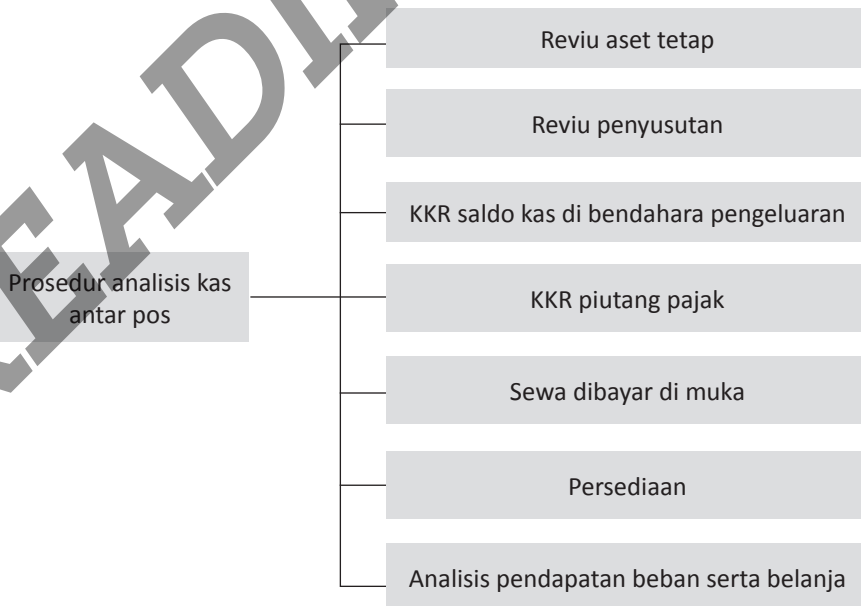 Reviu aset tetap
Reviu penyusutan
KKR saldo kas di bendahara pengeluaran
Prosedur analisis kas
antar pos
KKR piutang pajak
Sewa dibayar di muka
Persediaan
Analisis pendapatan beban serta belanja